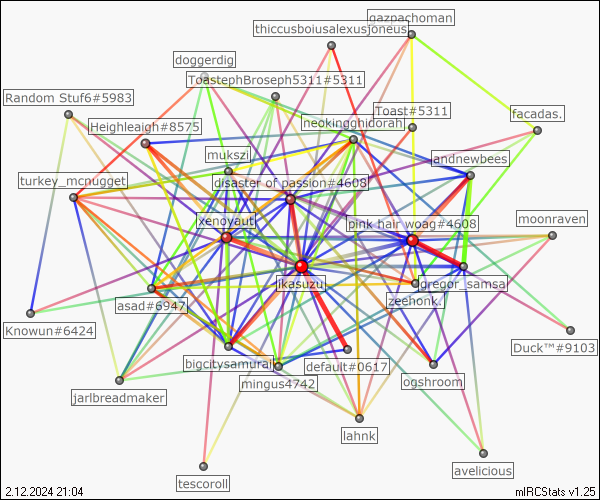 gazpachoman
thiccusboiusalexusjoneus
doggerdig
ToastephBroseph5311#5311
Random Stuf6#5983
Toast#5311
facadas.
Heighleaigh#8575
neokingghidorah
mukszi
andnewbees
turkey_mcnugget
disaster of passion#4608
xenoyaut
pink hair woag#4608
moonraven
ikasuzu
gregor_samsa
asad#6947
zeehonk.
Knowun#6424
Duck™#9103
bigcitysamurai
default#0617
mingus4742
ogshroom
jarlbreadmaker
lahnk
avelicious
tescoroll
2.12.2024 21:04
mIRCStats v1.25